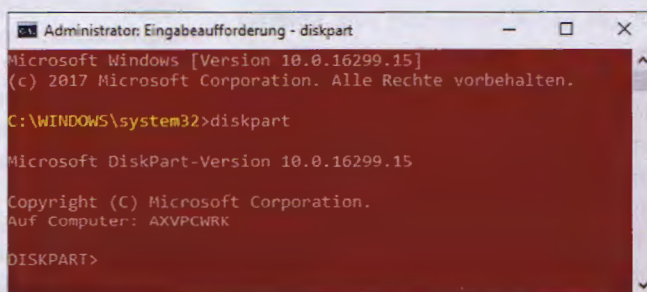 Administrator: Eingabeaufforderung - diskpart
Microsoft Windows [Version 10.0.16299.15]
(c) 2017 Microsoft Corporation. Alle Rechte vorbehalten.
C:\WINDOWS\system32>diskpart
Microsoft DiskPart-Version 10.0.16299.15
Copyright (C) Microsoft Corporation.
Auf Computer: AXVPCWRK
DISKPART>